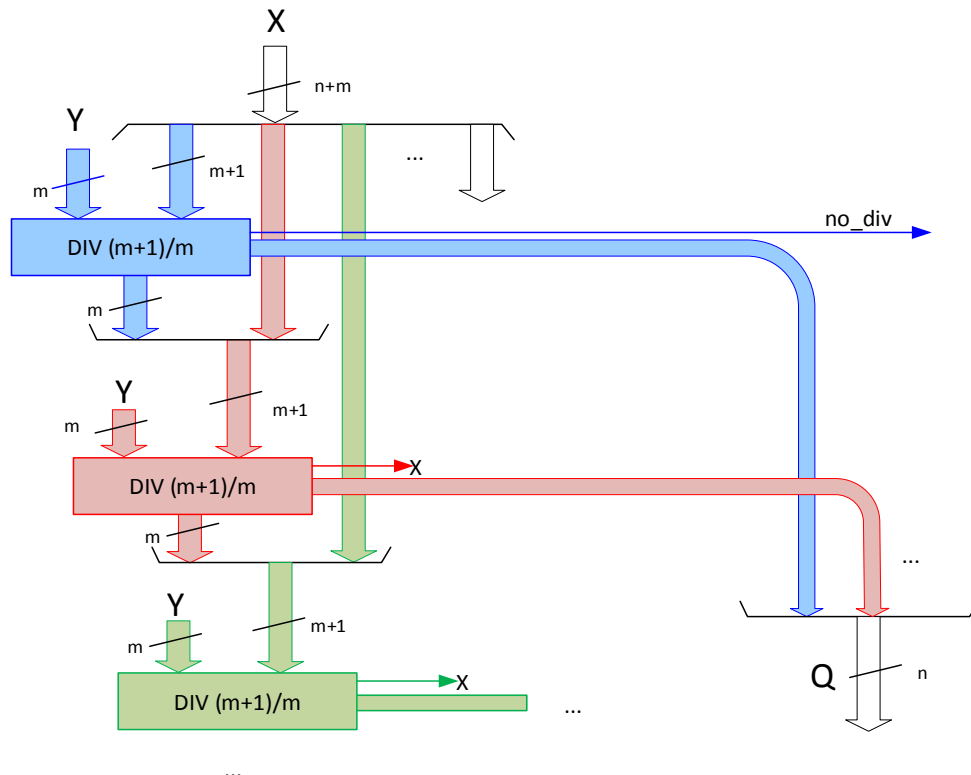 X
n+m
Y
...
m
m+1
no_div
DIV (m+1)/m
m
Y
m
m+1
X
DIV (m+1)/m
m
...
Y
m
m+1
X
Q
n
DIV (m+1)/m
...
...